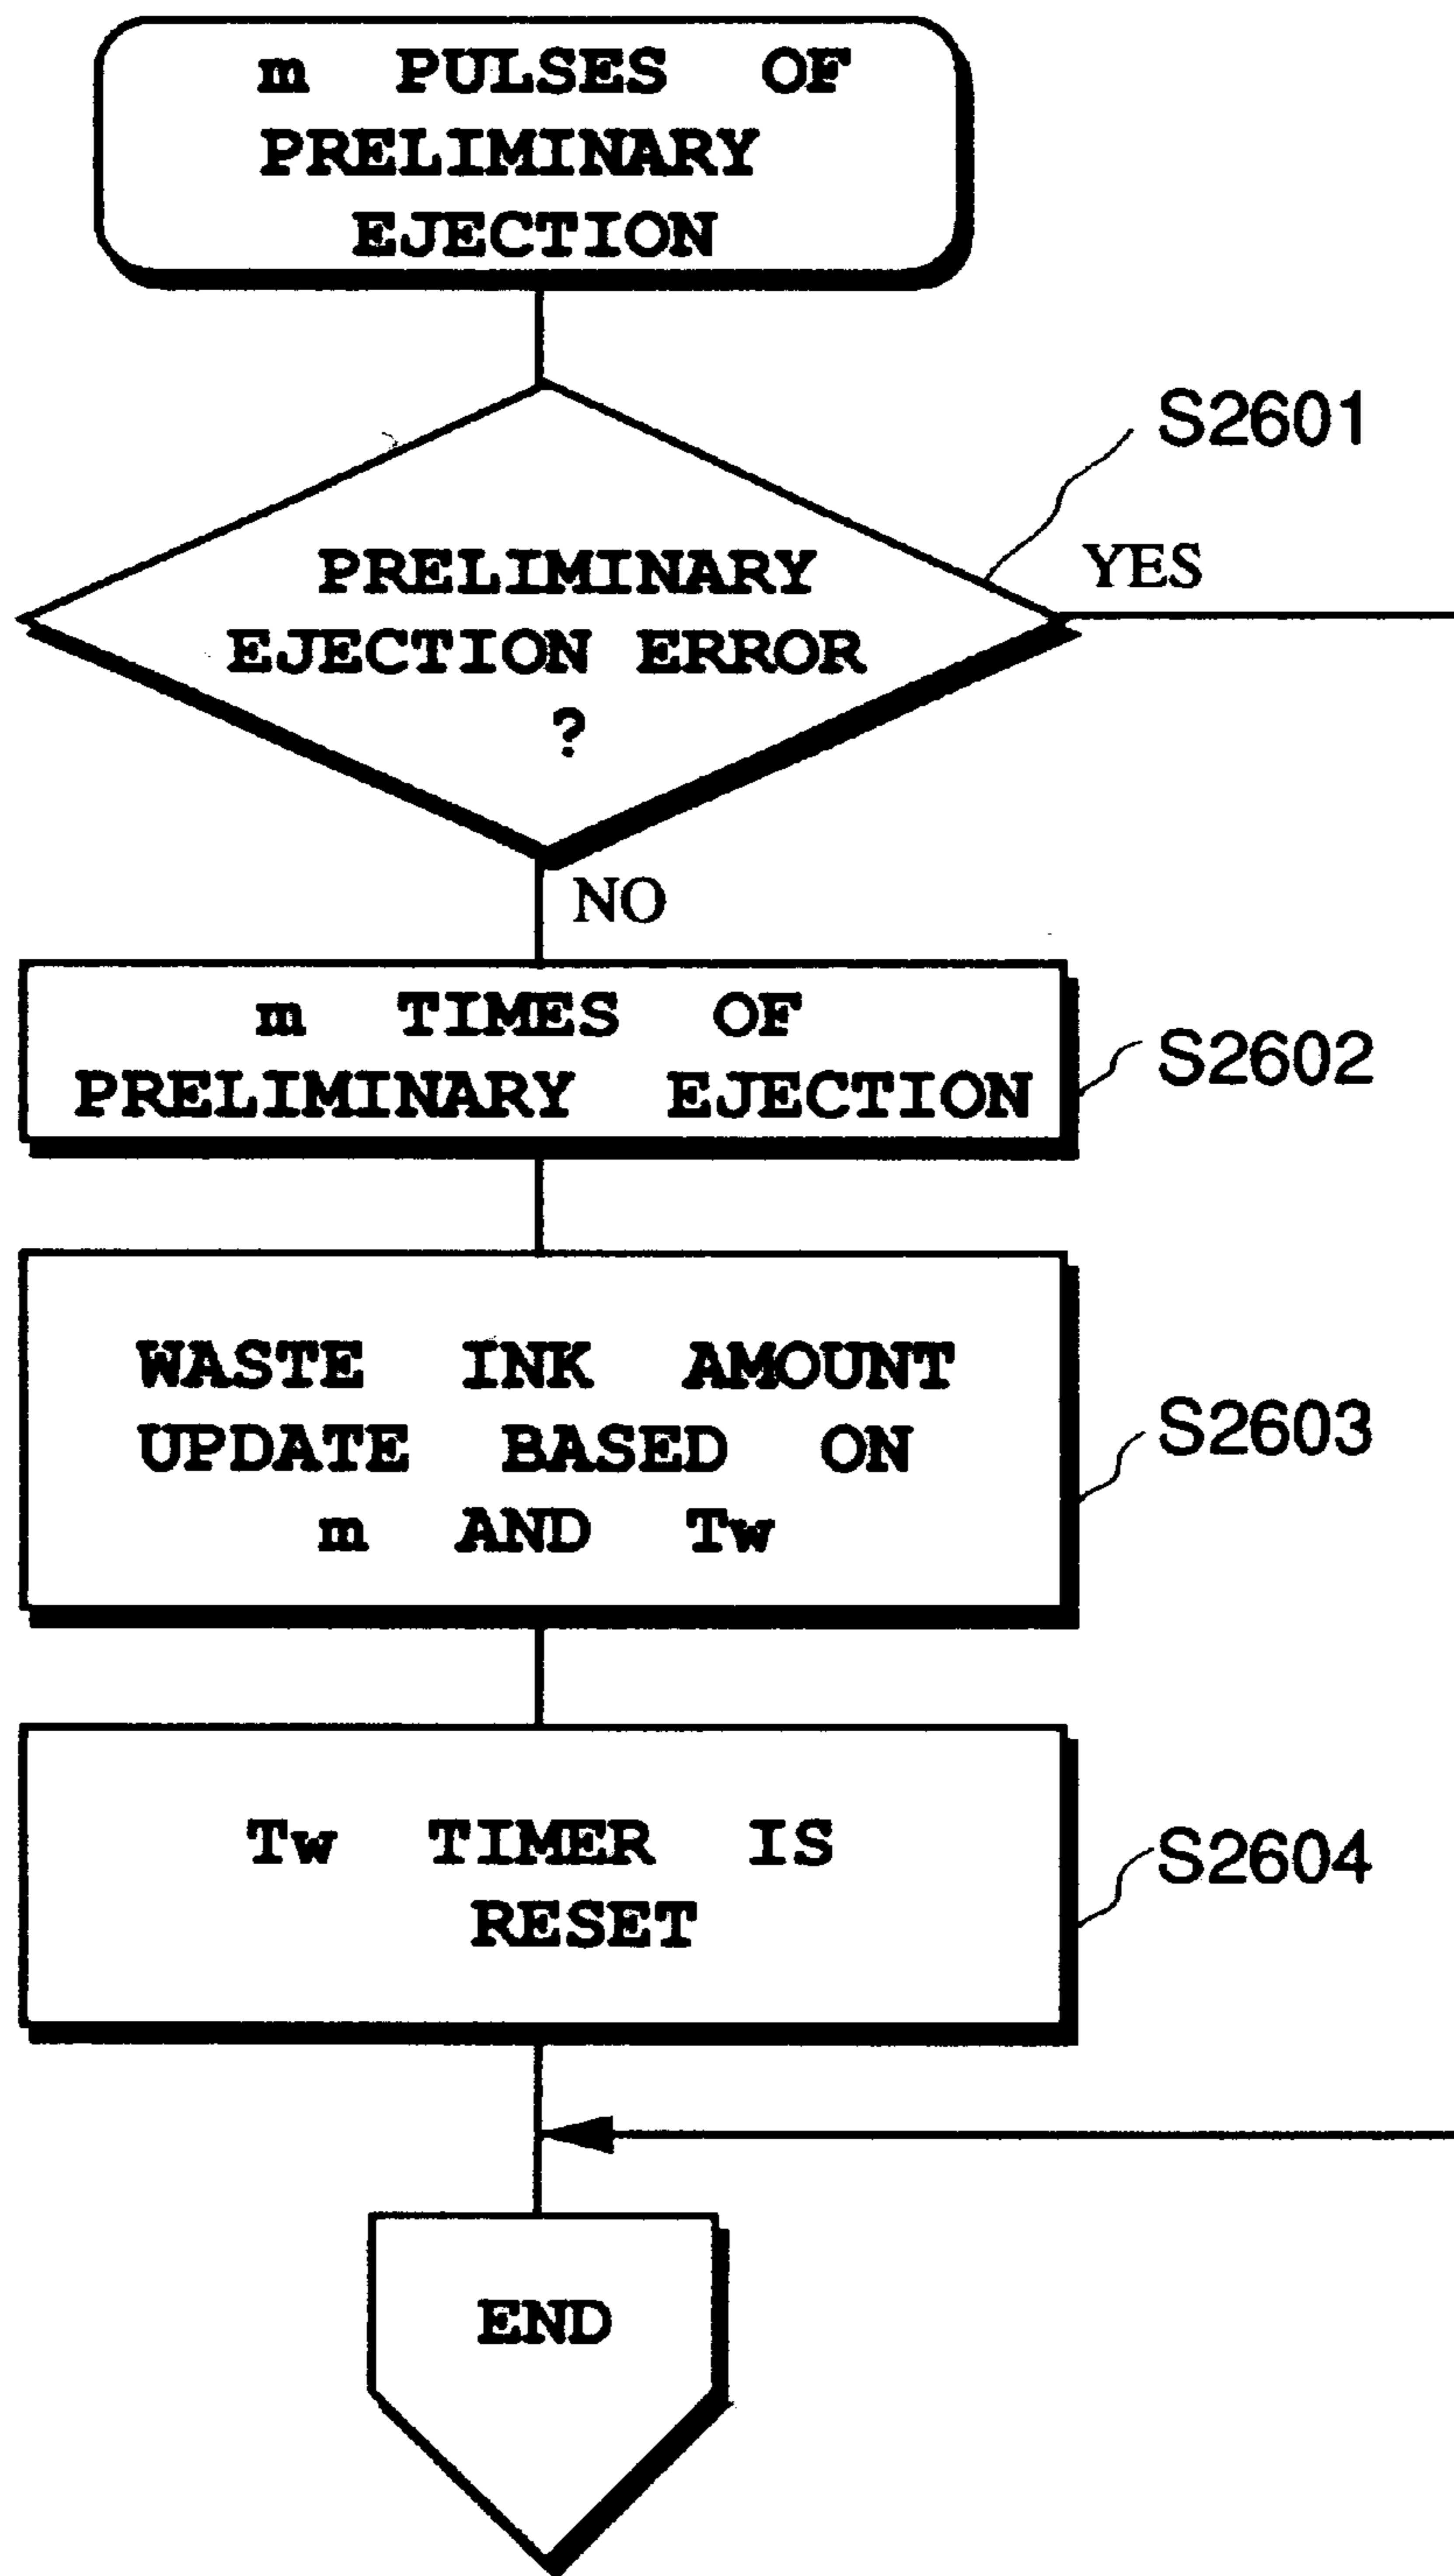 m PULSES OF
PRELIMINARY
EJECTION
S2601
PRELIMINARY
EJECTION ERROR
?
YES
NO
m TIMES OF
PRELIMINARY EJECTION
S2602
WASTE INK AMOUNT
UPDATE BASED ON
m AND Tw
S2603
Tw TIMER IS
RESET
S2604
END